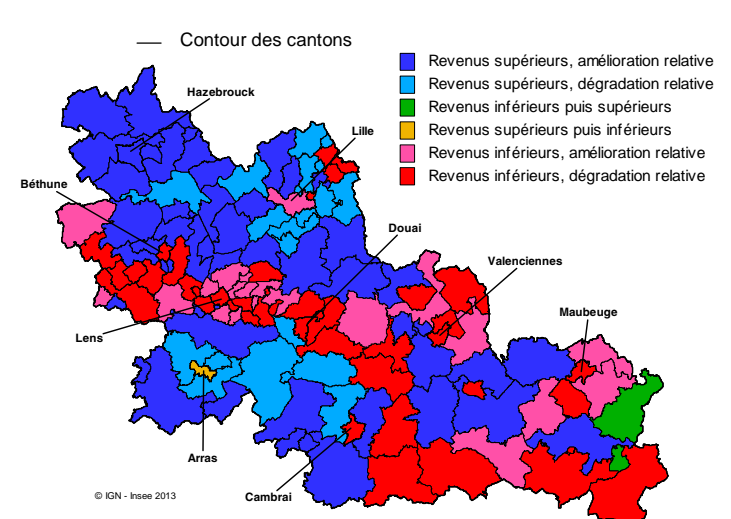 Contour des cantons
Revenus supérieurs, amélioration relative
Revenus supérieurs, dégradation relative
Revenus inférieurs puis supérieurs
Revenus supérieurs puis inférieurs
Revenus inférieurs, amélioration relative
Revenus inférieurs, dégradation relative
Hazebrouck
Lille
Béthune
Douai
Valenciennes
Maubeuge
Lens
Arras
Cambrai
© IGN - Insee 2013